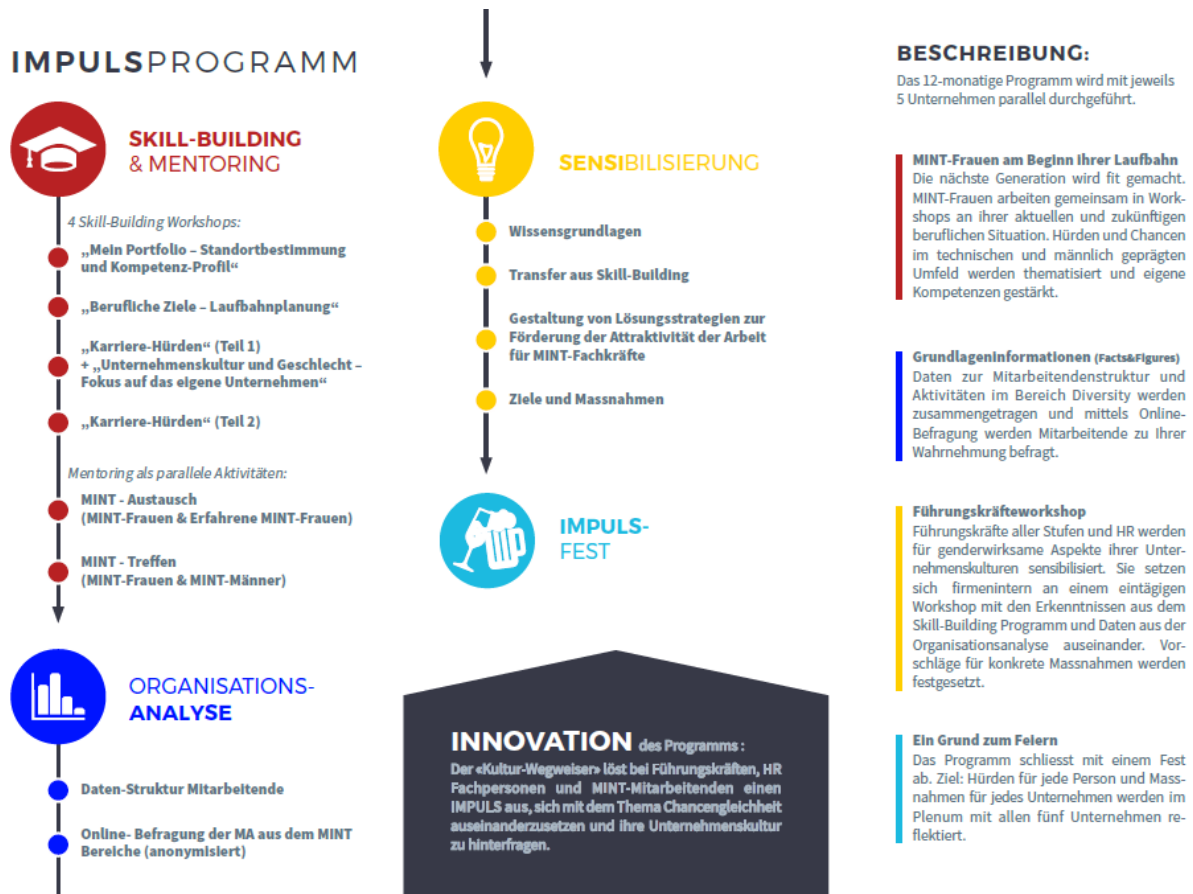 IMPULSPROGRAMM
SKILL-BUILDING
& MENTORING
4 Skill-Building Workshops:
„Mein Portfolio – Standortbestimmung
und Kompetenz-Profil“
„Berufliche Ziele – Laufbahnplanung“
„Karriere-Hürden“ (Teil 1)
+ „Unternehmenskultur und Geschlecht –
Fokus auf das eigene Unternehmen“
„Karriere-Hürden“ (Teil 2)
Mentoring als parallele Aktivitäten:
MINT - Austausch
(MINT-Frauen & Erfahrene MINT-Frauen)
MINT - Treffen
(MINT-Frauen & MINT-Männer)
ORGANISATIONS-
ANALYSE
Daten-Struktur Mitarbeitende
Online- Befragung der MA aus dem MINT
Bereiche (anonymisiert)
SENSIBILISIERUNG
Wissensgrundlagen
Transfer aus Skill-Building
Gestaltung von Lösungsstrategien zur
Förderung der Attraktivität der Arbeit
für MINT-Fachkräfte
Ziele und Massnahmen
IMPULS-
FEST
INNOVATION des Programms :
Der «Kultur-Wegweiser» löst bei Führungskräften, HR
Fachpersonen und MINT-Mitarbeitenden einen
IMPULS aus, sich mit dem Thema Chancengleichheit
auseinanderzusetzen und ihre Unternehmenskultur
zu hinterfragen.
BESCHREIBUNG:
Das 12-monatige Programm wird mit jeweils
5 Unternehmen parallel durchgeführt.
MINT-Frauen am Beginn ihrer Laufbahn
Die nächste Generation wird fit gemacht.
MINT-Frauen arbeiten gemeinsam in Work-
shops an ihrer aktuellen und zukünftigen
beruflichen Situation. Hürden und Chancen
im technischen und männlich geprägten
Umfeld werden thematisiert und eigene
Kompetenzen gestärkt.
Grundlageninformationen (Facts&Figures)
Daten zur Mitarbeitendenstruktur und
Aktivitäten im Bereich Diversity werden
zusammengetragen und mittels Online-
Befragung werden Mitarbeitende zu Ihrer
Wahrnehmung befragt.
Führungskräfteworkshop
Führungskräfte aller Stufen und HR werden
für genderwirksame Aspekte ihrer Unter-
nehmenskulturen sensibilisiert. Sie setzen
sich firmenintern an einem eintägigen
Workshop mit den Erkenntnissen aus dem
Skill-Building Programm und Daten aus der
Organisationsanalyse auseinander. Vor-
schläge für konkrete Massnahmen werden
festgesetzt.
Ein Grund zum Feiern
Das Programm schliesst mit einem Fest
ab. Ziel: Hürden für jede Person und Mass-
nahmen für jedes Unternehmen werden im
Plenum mit allen fünf Unternehmen re-
flektiert.